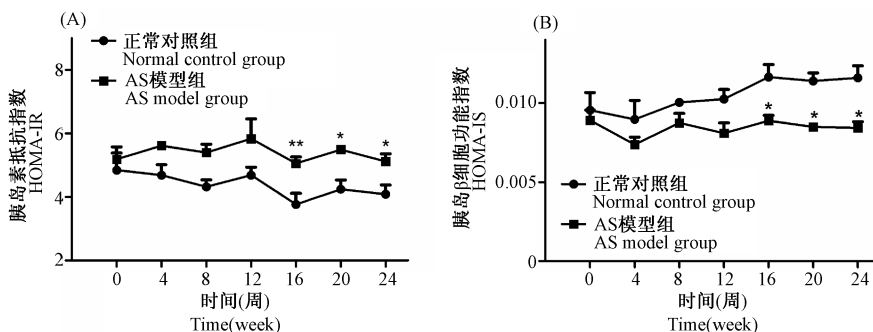 (A)
正常对照组
Normal control group
AS模型组
AS model group
胰岛素抵抗指数
HOMA-IR
8
6
4
2
**
*
*
0 4 8 12 16 20 24
时间(周)
Time(week)
(B)
胰岛β细胞功能指数
HOMA-IS
0.010
0.005
0
*
*
*
正常对照组
Normal control group
AS模型组
AS model group
0 4 8 12 16 20 24
时间(周)
Time(week)